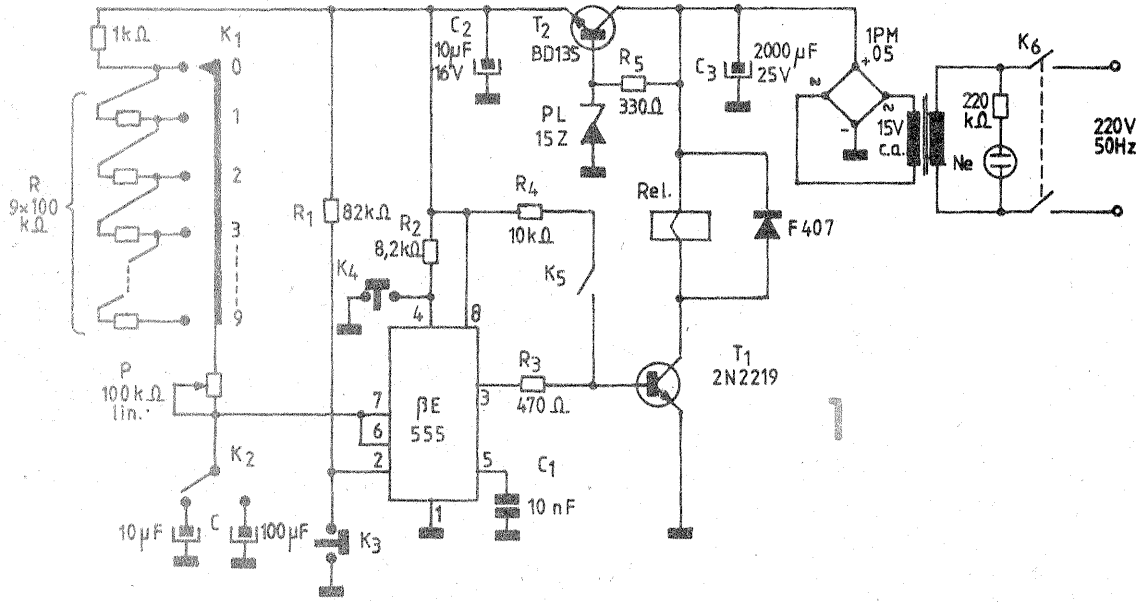 1kΩ
K1
0
1
2
3
9
R
9x100
kΩ
P
100kΩ
lin.
K2
10µF
C
100µF
K3
R1
82kΩ
C2
10µF
16V
R2
8,2kΩ
K4
4
8
R4
10kΩ
K5
βE
555
7
6
2
3
5
1
R3
470Ω
C1
10nF
T2
BD135
R5
330Ω
PL
15Z
C3
2000µF
25V
Rel.
F407
T1
2N2219
1PM
05
+
~
~
-
15V
c.a.
220
kΩ
Ne
K6
220V
50Hz
1